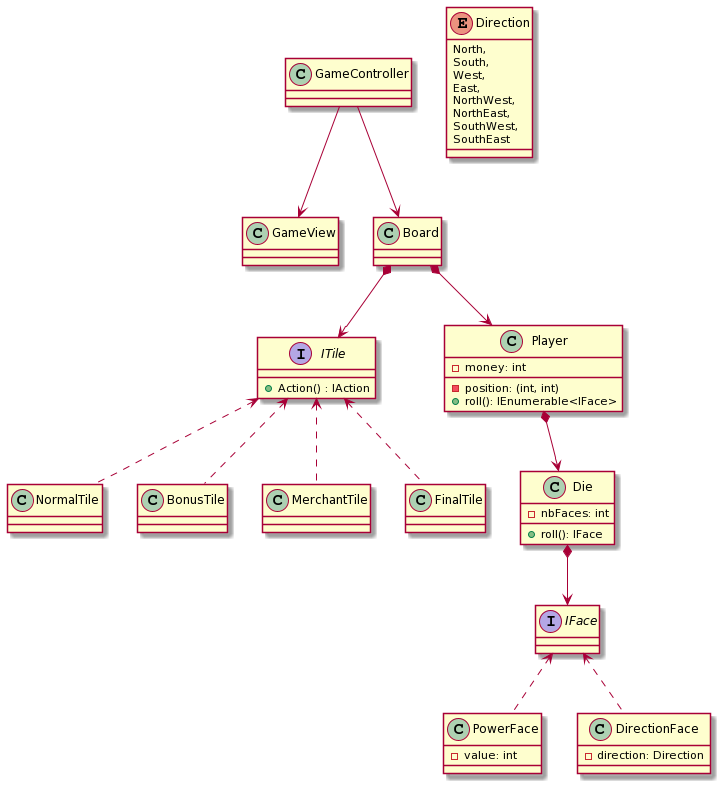 E Direction
North,
South,
West,
East,
NorthWest,
NorthEast,
SouthWest,
SouthEast
C GameController
C GameView
C Board
I ITile
Action() : IAction
C Player
money: int
position: (int, int)
roll(): IEnumerable<IFace>
C NormalTile
C BonusTile
C MerchantTile
C FinalTile
C Die
nbFaces: int
roll(): IFace
I IFace
C PowerFace
value: int
C DirectionFace
direction: Direction